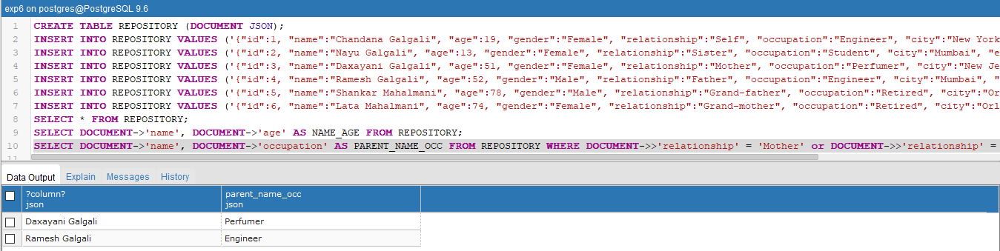 exp6 on postgres@PostgreSQL 9.6
1 CREATE TABLE REPOSITORY (DOCUMENT JSON);
2 INSERT INTO REPOSITORY VALUES ('{"id":1, "name":"Chandana Galgali", "age":19, "gender":"Female", "relationship":"Self", "occupation":"Engineer", "city":"New York
3 INSERT INTO REPOSITORY VALUES ('{"id":2, "name":"Nayu Galgali", "age":13, "gender":"Female", "relationship":"Sister", "occupation":"Student", "city":"Mumbai", "e
4 INSERT INTO REPOSITORY VALUES ('{"id":3, "name":"Daxayani Galgali", "age":51, "gender":"Female", "relationship":"Mother", "occupation":"Perfumer", "city":"New Je
5 INSERT INTO REPOSITORY VALUES ('{"id":4, "name":"Ramesh Galgali", "age":52, "gender":"Male", "relationship":"Father", "occupation":"Engineer", "city":"Mumbai", "
6 INSERT INTO REPOSITORY VALUES ('{"id":5, "name":"Shankar Mahalmani", "age":78, "gender":"Male", "relationship":"Grand-father", "occupation":"Retired", "city":"Or
7 INSERT INTO REPOSITORY VALUES ('{"id":6, "name":"Lata Mahalmani", "age":74, "gender":"Female", "relationship":"Grand-mother", "occupation":"Retired", "city":"Orl
8 SELECT * FROM REPOSITORY;
9 SELECT DOCUMENT->'name', DOCUMENT->'age' AS NAME_AGE FROM REPOSITORY;
10 SELECT DOCUMENT->'name', DOCUMENT->'occupation' AS PARENT_NAME_OCC FROM REPOSITORY WHERE DOCUMENT->>'relationship' = 'Mother' or DOCUMENT->>'relationship' =
11
Data Output Explain Messages History
?column? parent_name_occ
json json
Daxayani Galgali Perfumer
Ramesh Galgali Engineer